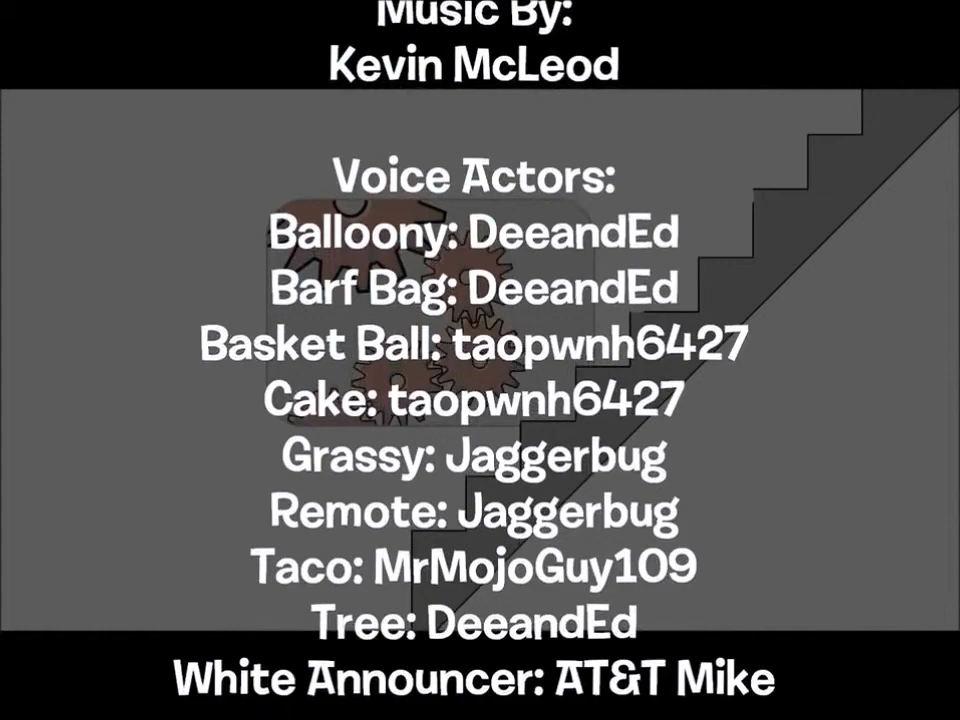 Music By:
Kevin McLeod
Voice Actors:
Balloony: DeeandEd
Barf Bag: DeeandEd
Basket Ball: taopwnh6427
Cake: taopwnh6427
Grassy: Jaggerbug
Remote: Jaggerbug
Taco: MrMojoGuy109
Tree: DeeandEd
White Announcer: AT&T Mike